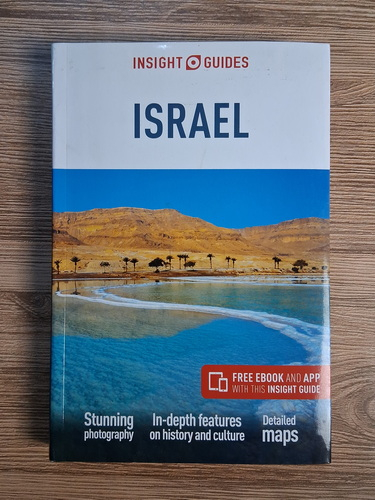 INSIGHT GUIDES
ISRAEL
FREE EBOOK AND APP
WITH THIS INSIGHT GUIDE
Stunning
photography
In-depth features
on history and culture
Detailed
maps